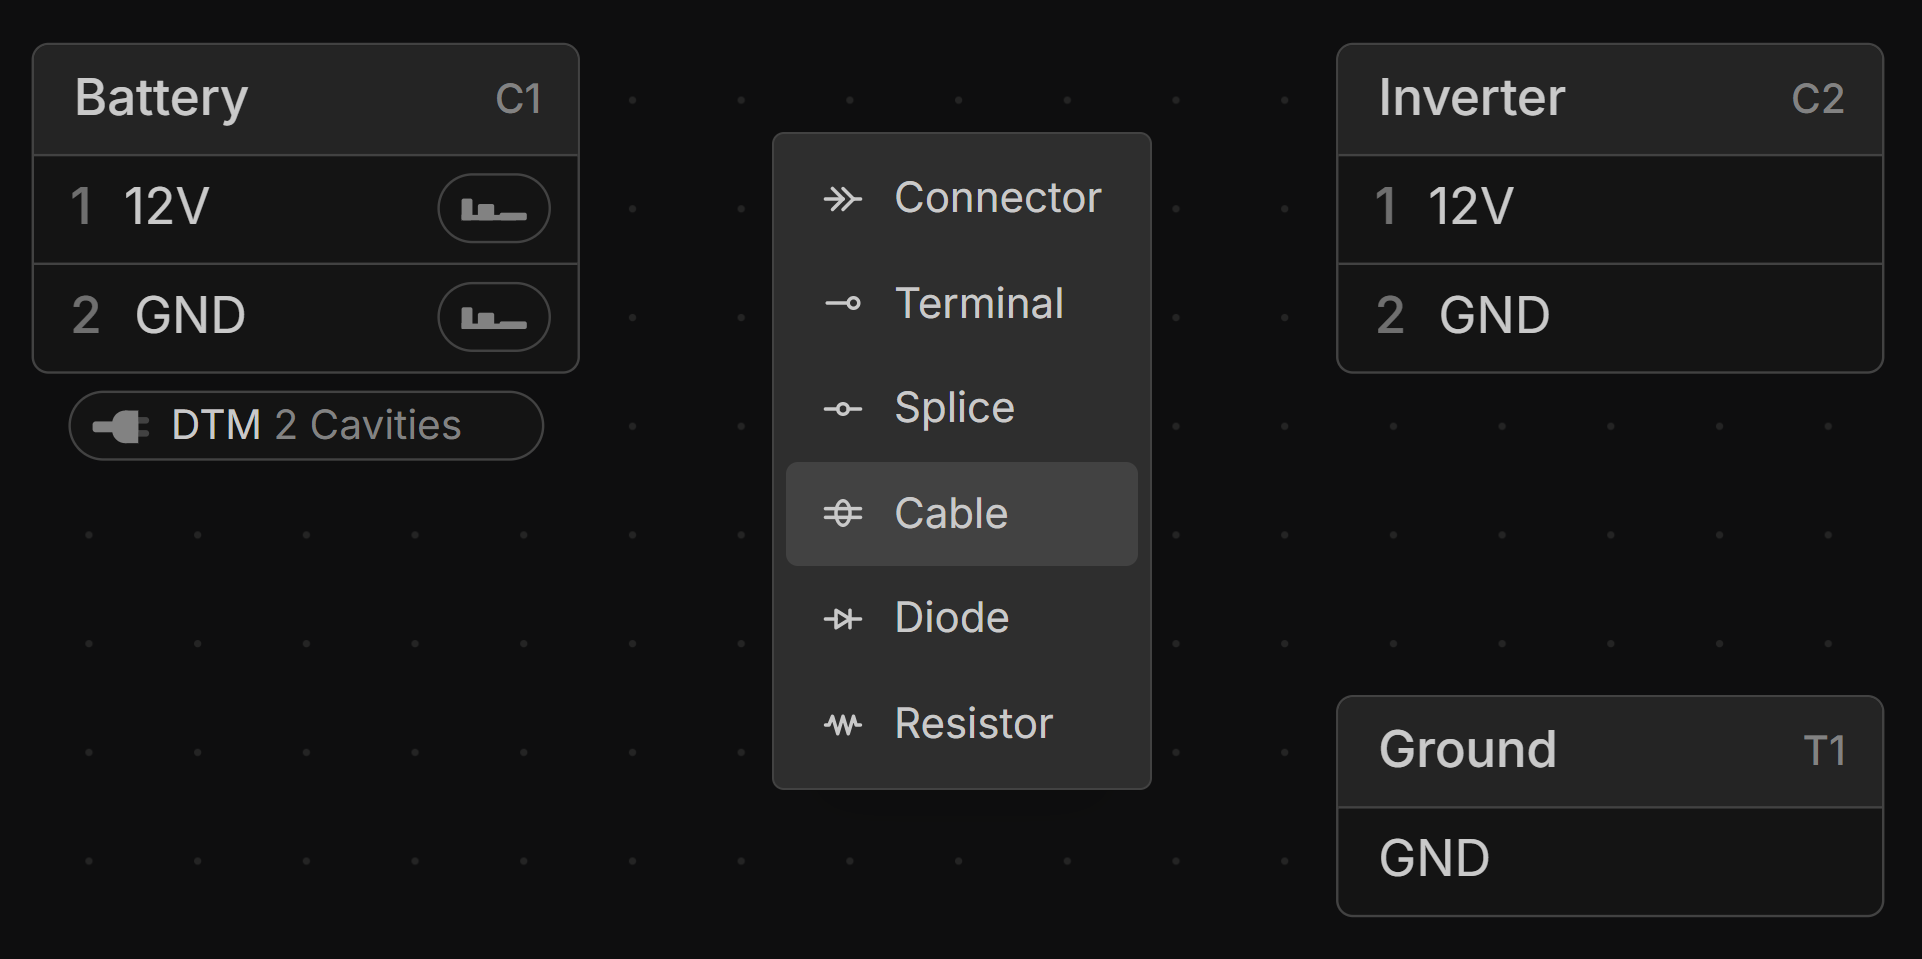 Battery C1
1 12V
2 GND
DTM 2 Cavities
Connector
Terminal
Splice
Cable
Diode
Resistor
Inverter C2
1 12V
2 GND
Ground T1
GND